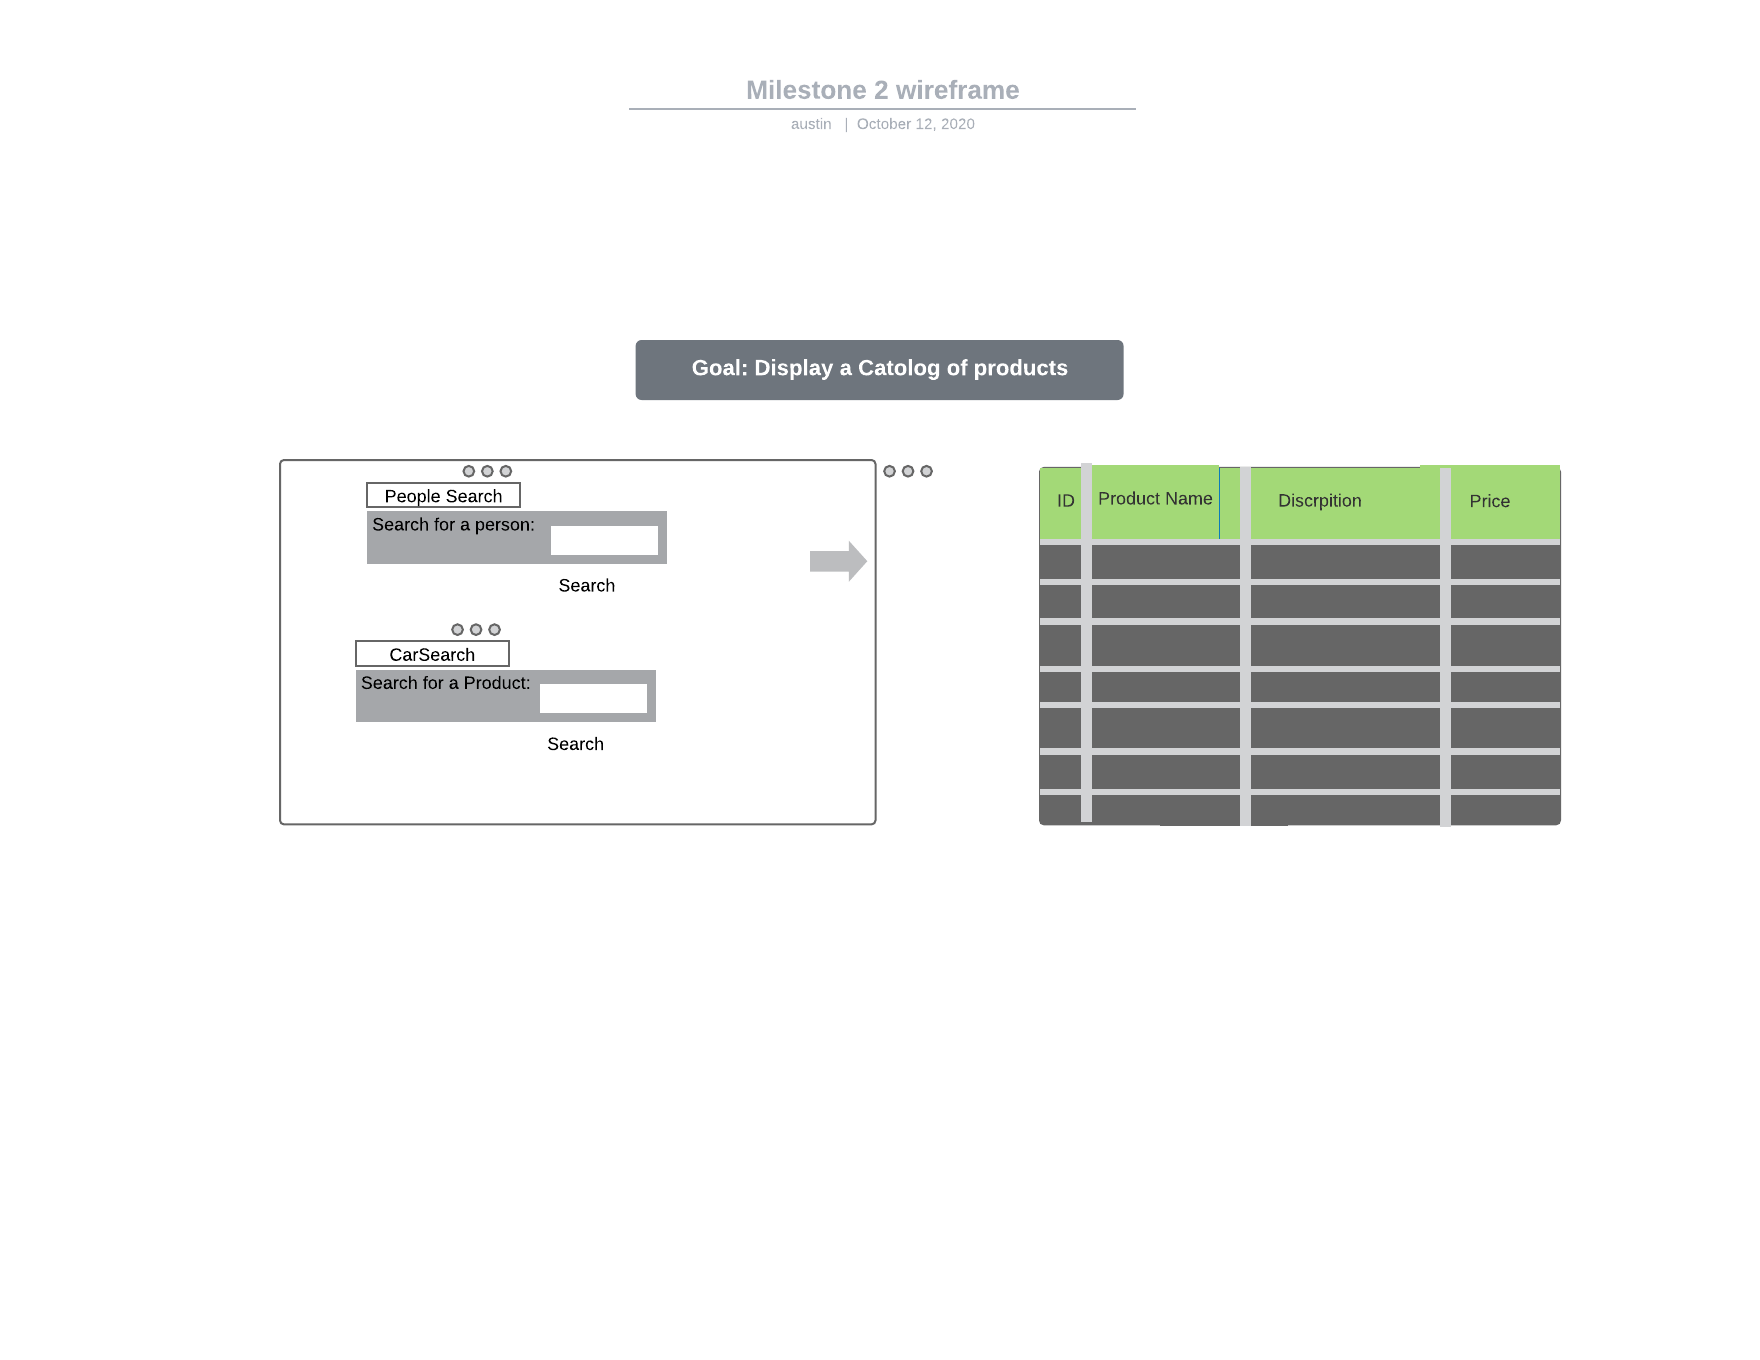 Milestone 2 wireframe
austin | October 12, 2020
Goal: Display a Catolog of products
People Search
Search for a person:
Search
CarSearch
Search for a Product:
Search
ID Product Name Discrpition Price